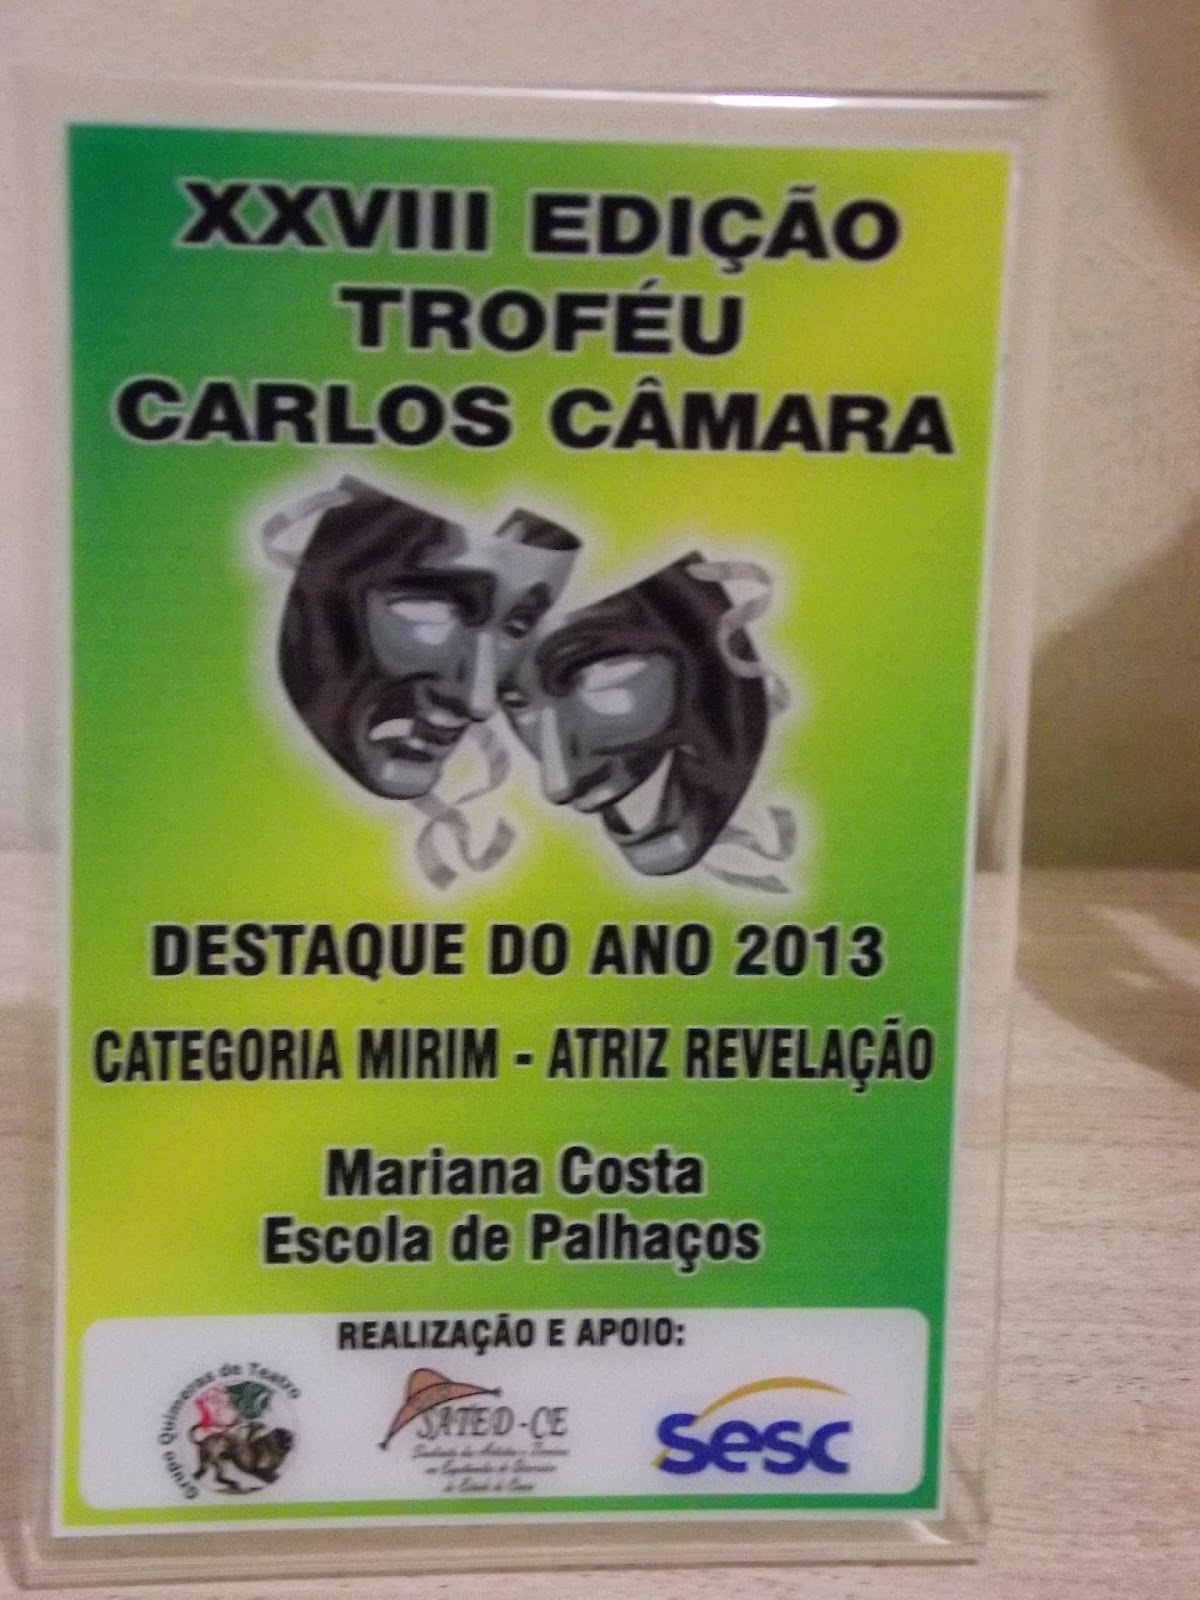 XXVIII EDIÇÃO
TROFÉU
CARLOS CÂMARA
DESTAQUE DO ANO 2013
CATEGORIA MIRIM - ATRIZ REVELAÇÃO
Mariana Costa
Escola de Palhaços
REALIZAÇÃO E APOIO:
Grupo Quimeras de Teatro
SATED-CE
Sesc